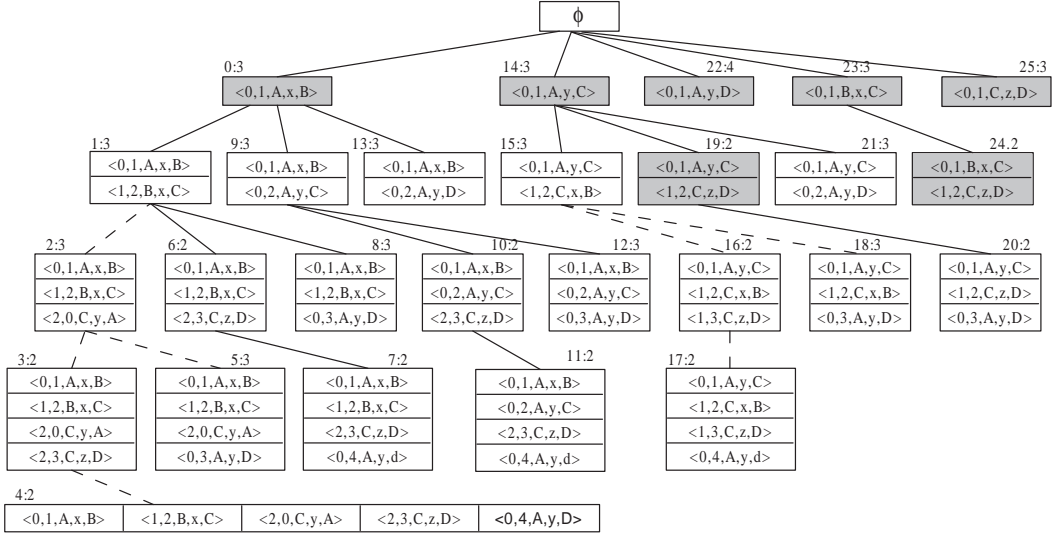 ϕ
0:3 14:3 22:4 23:3 25:3
<0,1,A,x,B> <0,1,A,y,C> <0,1,A,y,D> <0,1,B,x,C> <0,1,C,z,D>
1:3 9:3 13:3 15:3 19:2 21:3 24.2
<0,1,A,x,B> <0,1,A,x,B> <0,1,A,x,B> <0,1,A,y,C> <0,1,A,y,C> <0,1,A,y,C> <0,1,B,x,C>
<1,2,B,x,C> <0,2,A,y,C> <0,2,A,y,D> <1,2,C,x,B> <1,2,C,z,D> <0,2,A,y,D> <1,2,C,z,D>
2:3 6:2 8:3 10:2 12:3 16:2 18:3 20:2
<0,1,A,x,B> <0,1,A,x,B> <0,1,A,x,B> <0,1,A,x,B> <0,1,A,x,B> <0,1,A,y,C> <0,1,A,y,C> <0,1,A,y,C>
<1,2,B,x,C> <1,2,B,x,C> <1,2,B,x,C> <0,2,A,y,C> <0,2,A,y,C> <1,2,C,x,B> <1,2,C,x,B> <1,2,C,z,D>
<2,0,C,y,A> <2,3,C,z,D> <0,3,A,y,D> <2,3,C,z,D> <0,3,A,y,D> <1,3,C,z,D> <0,3,A,y,D> <0,3,A,y,D>
3:2 5:3 7:2 11:2 17:2
<0,1,A,x,B> <0,1,A,x,B> <0,1,A,x,B> <0,1,A,x,B> <0,1,A,y,C>
<1,2,B,x,C> <1,2,B,x,C> <1,2,B,x,C> <0,2,A,y,C> <1,2,C,x,B>
<2,0,C,y,A> <2,0,C,y,A> <2,3,C,z,D> <2,3,C,z,D> <1,3,C,z,D>
<2,3,C,z,D> <0,3,A,y,D> <0,4,A,y,d> <0,4,A,y,d> <0,4,A,y,d>
4:2
<0,1,A,x,B> <1,2,B,x,C> <2,0,C,y,A> <2,3,C,z,D> <0,4,A,y,D>